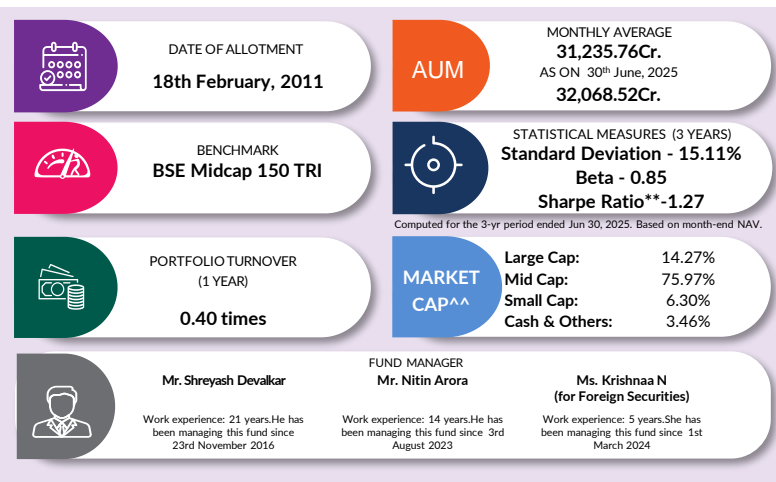 DATE OF ALLOTMENT
18th February, 2011
AUM
MONTHLY AVERAGE
31,235.76Cr.
AS ON 30th June, 2025
32,068.52Cr.
BENCHMARK
BSE Midcap 150 TRI
STATISTICAL MEASURES (3 YEARS)
Standard Deviation - 15.11%
Beta - 0.85
Sharpe Ratio**-1.27
Computed for the 3-yr period ended Jun 30, 2025. Based on month-end NAV.
PORTFOLIO TURNOVER
(1 YEAR)
0.40 times
MARKET
CAP^^
Large Cap: 14.27%
Mid Cap: 75.97%
Small Cap: 6.30%
Cash & Others: 3.46%
FUND MANAGER
Mr. Shreyash Devalkar
Work experience: 21 years.He has
been managing this fund since
23rd November 2016
Mr. Nitin Arora
Work experience: 14 years.He has
been managing this fund since 3rd
August 2023
Ms. Krishnaa N
(for Foreign Securities)
Work experience: 5 years.She has
been managing this fund since 1st
March 2024